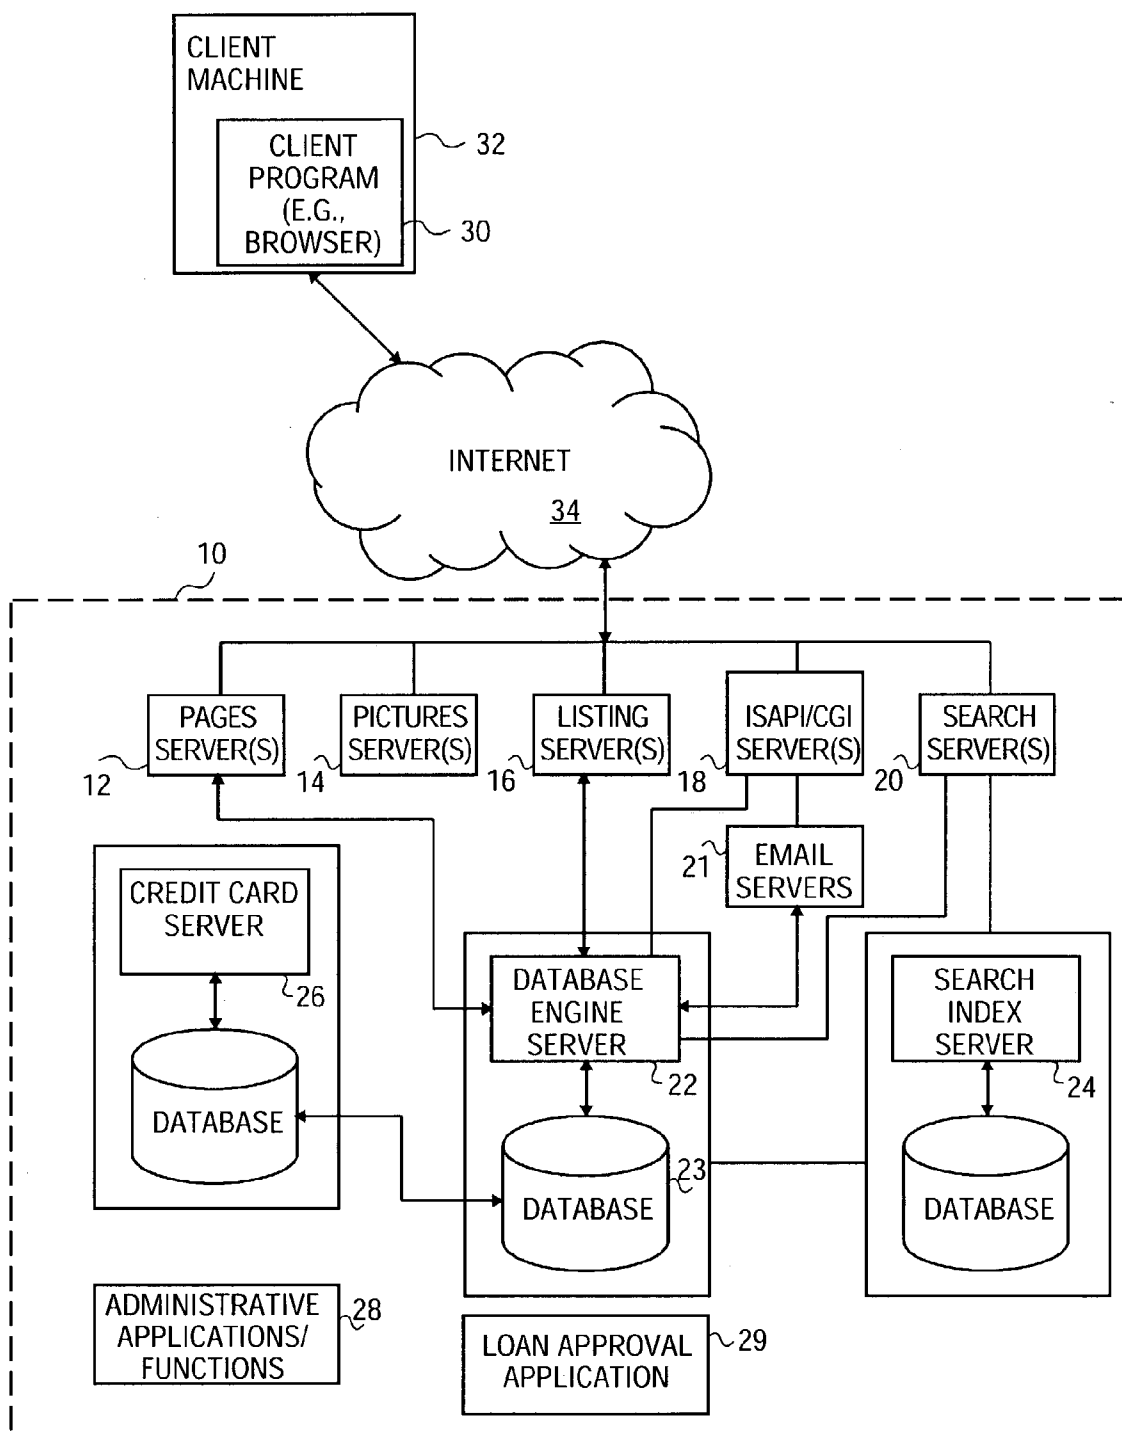 CLIENT
MACHINE
CLIENT
PROGRAM
(E.G.,
BROWSER)
32
30
INTERNET
34
10
PAGES
SERVER(S)
12
PICTURES
SERVER(S)
14
LISTING
SERVER(S)
16
ISAPI/CGI
SERVER(S)
18
SEARCH
SERVER(S)
20
EMAIL
SERVERS
21
CREDIT CARD
SERVER
26
DATABASE
DATABASE
ENGINE
SERVER
22
DATABASE
23
SEARCH
INDEX
SERVER
24
DATABASE
ADMINISTRATIVE
APPLICATIONS/
FUNCTIONS
28
LOAN APPROVAL
APPLICATION
29